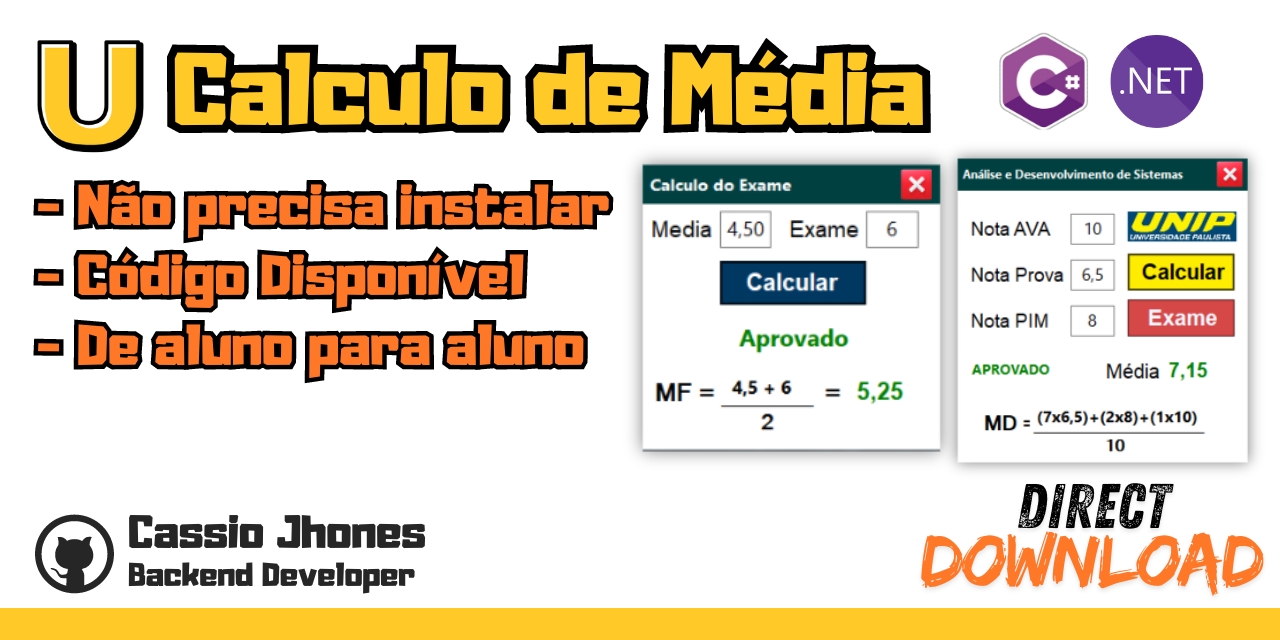 U Calculo de Média
C# .NET
- Não precisa instalar
- Código Disponível
- De aluno para aluno
Calculo do Exame
Media 4,50 Exame 6
Calcular
Aprovado
MF = 4,5 + 6 = 5,25
2
Análise e Desenvolvimento de Sistemas
Nota AVA 10 UNIP
UNIVERSIDADE PAULISTA
Nota Prova 6,5 Calcular
Nota PIM 8 Exame
APROVADO Média 7,15
MD = (7x6,5)+(2x8)+(1x10)
10
Cassio Jhones
Backend Developer
DIRECT
DOWNLOAD